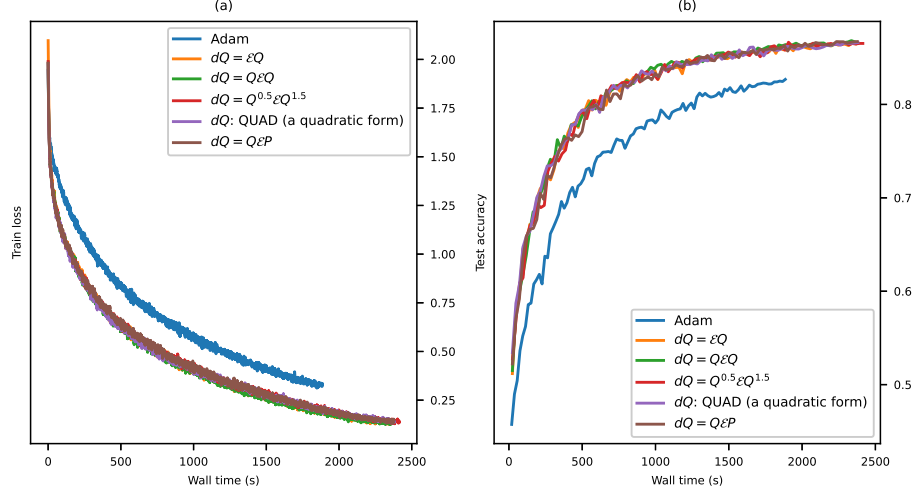 (a)
Adam
dQ = ℰQ
dQ = QℰQ
dQ = Q^0.5ℰQ^1.5
dQ: QUAD (a quadratic form)
dQ = QℰP
2.00
1.75
1.50
1.25
1.00
0.75
0.50
0.25
Train loss
0 500 1000 1500 2000 2500
Wall time (s)
(b)
0.8
0.7
0.6
0.5
Test accuracy
Adam
dQ = ℰQ
dQ = QℰQ
dQ = Q^0.5ℰQ^1.5
dQ: QUAD (a quadratic form)
dQ = QℰP
0 500 1000 1500 2000 2500
Wall time (s)